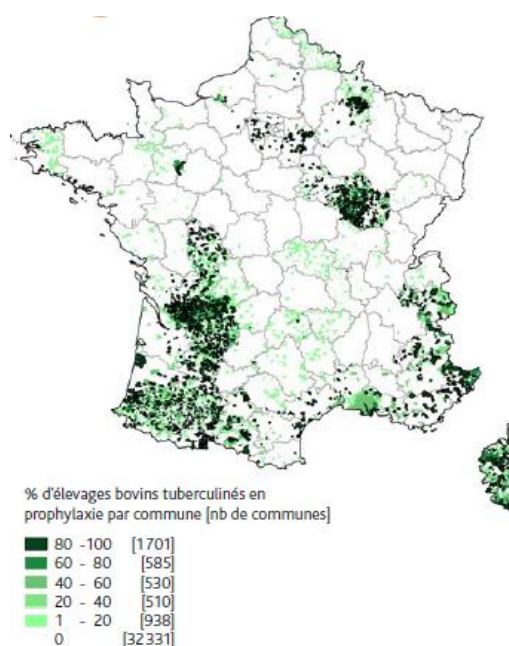 % d'élevages bovins tuberculinés en
prophylaxie par commune [nb de communes]
80 -100 [1701]
60 - 80 [585]
40 - 60 [530]
20 - 40 [510]
1 - 20 [938]
0 [32331]